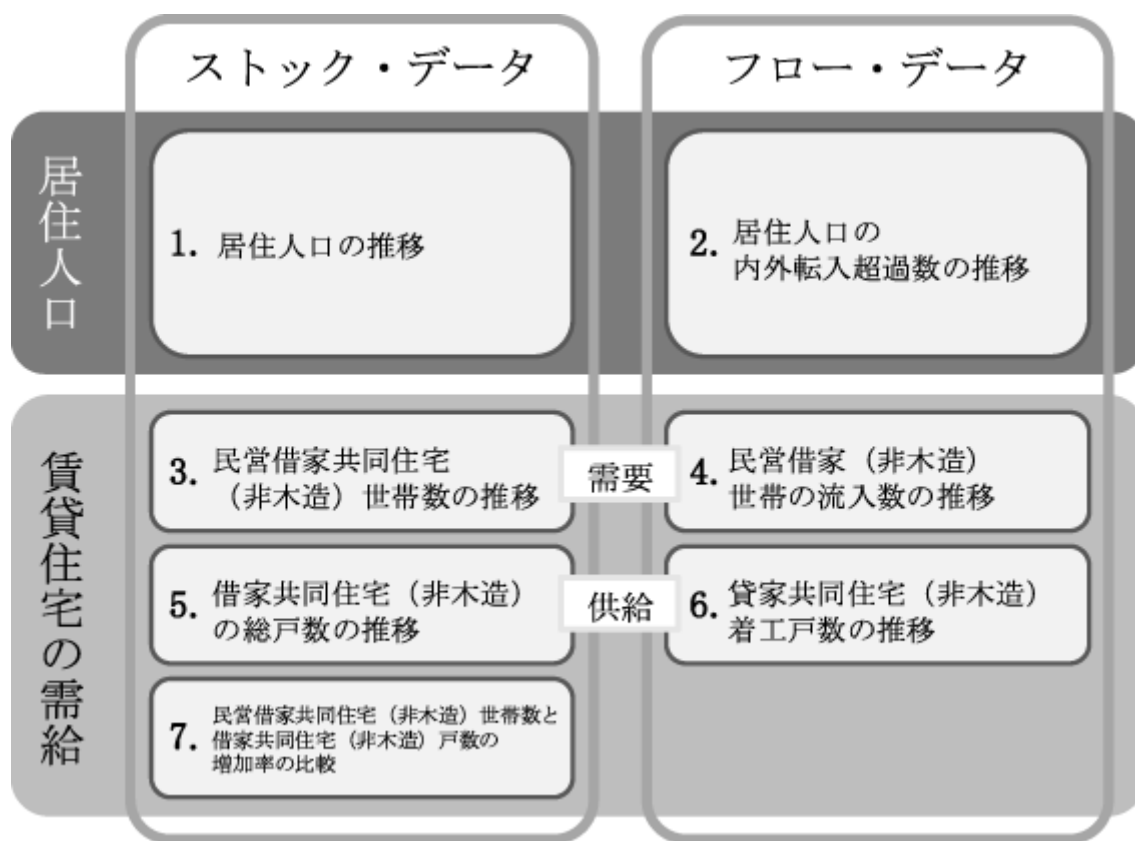 ストック・データ
フロー・データ
居住人口
1. 居住人口の推移
2. 居住人口の
内外転入超過数の推移
賃貸住宅の需給
3. 民営借家共同住宅
（非木造）世帯数の推移
需要
4. 民営借家（非木造）
世帯の流入数の推移
5. 借家共同住宅（非木造）
の総戸数の推移
供給
6. 貸家共同住宅（非木造）
着工戸数の推移
7. 民営借家共同住宅（非木造）世帯数と
借家共同住宅（非木造）戸数の
増加率の比較